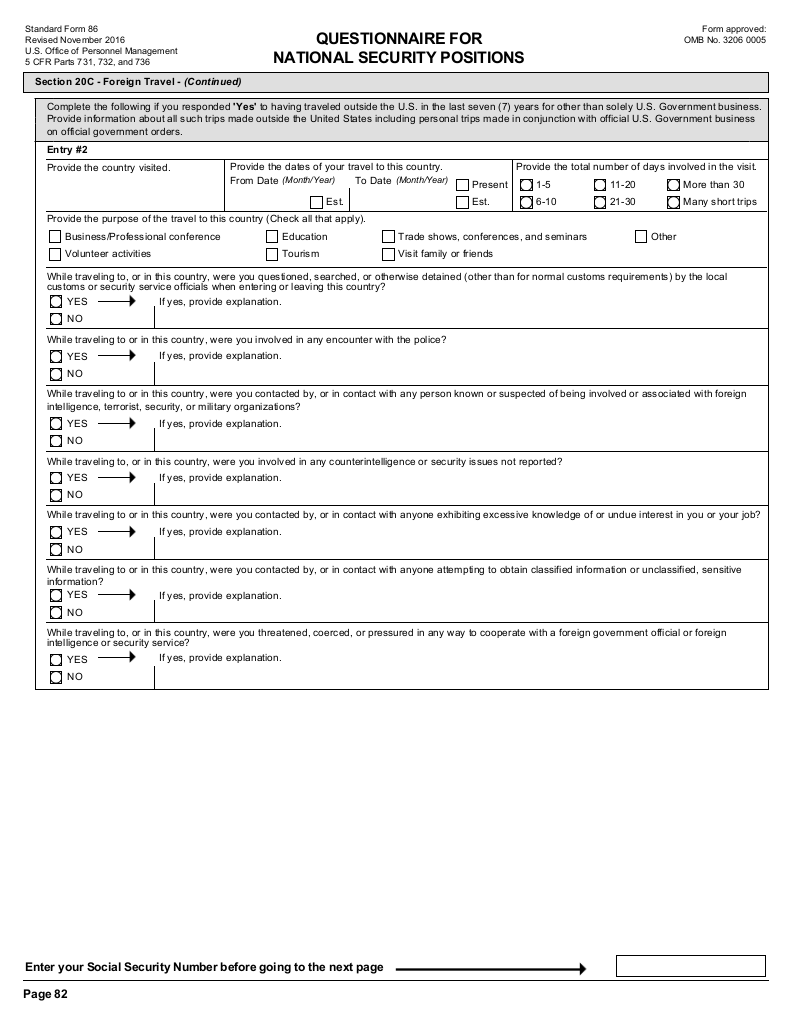 Standard Form 86
Revised November 2016
U.S. Office of Personnel Management
5 CFR Parts 731, 732, and 736
QUESTIONNAIRE FOR
NATIONAL SECURITY POSITIONS
Form approved:
OMB No. 3206 0005
Section 20C - Foreign Travel - (Continued)
Complete the following if you responded 'Yes' to having traveled outside the U.S. in the last seven (7) years for other than solely U.S. Government business.
Provide information about all such trips made outside the United States including personal trips made in conjunction with official U.S. Government business
on official government orders.
Entry #2
Provide the country visited.
Provide the dates of your travel to this country.
From Date (Month/Year) To Date (Month/Year)
Present
Est.
Est.
Provide the total number of days involved in the visit.
1-5 11-20 More than 30
6-10 21-30 Many short trips
Provide the purpose of the travel to this country (Check all that apply).
Business/Professional conference Education Trade shows, conferences, and seminars Other
Volunteer activities Tourism Visit family or friends
While traveling to, or in this country, were you questioned, searched, or otherwise detained (other than for normal customs requirements) by the local
customs or security service officials when entering or leaving this country?
YES If yes, provide explanation.
NO
While traveling to, or in this country, were you involved in any encounter with the police?
YES If yes, provide explanation.
NO
While traveling to, or in this country, were you contacted by, or in contact with any person known or suspected of being involved or associated with foreign
intelligence, terrorist, security, or military organizations?
YES If yes, provide explanation.
NO
While traveling to, or in this country, were you involved in any counterintelligence or security issues not reported?
YES If yes, provide explanation.
NO
While traveling to, or in this country, were you contacted by, or in contact with anyone exhibiting excessive knowledge of or undue interest in you or your job?
YES If yes, provide explanation.
NO
While traveling to or in this country, were you contacted by, or in contact with anyone attempting to obtain classified information or unclassified, sensitive
information?
YES If yes, provide explanation.
NO
While traveling to, or in this country, were you threatened, coerced, or pressured in any way to cooperate with a foreign government official or foreign
intelligence or security service?
YES If yes, provide explanation.
NO
Enter your Social Security Number before going to the next page
Page 82